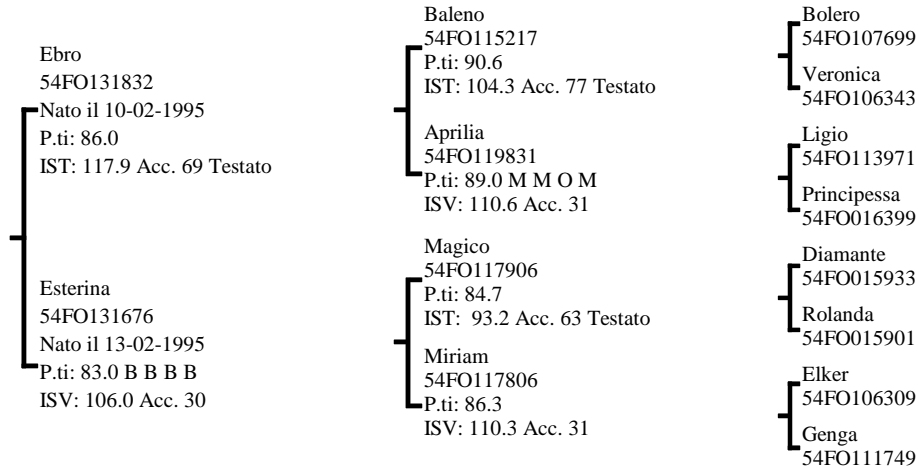 Ebro
54FO131832
Nato il 10-02-1995
P.ti: 86.0
IST: 117.9 Acc. 69 Testato
Esterina
54FO131676
Nato il 13-02-1995
P.ti: 83.0 B B B B
ISV: 106.0 Acc. 30
Baleno
54FO115217
P.ti: 90.6
IST: 104.3 Acc. 77 Testato
Aprilia
54FO119831
P.ti: 89.0 M M O M
ISV: 110.6 Acc. 31
Magico
54FO117906
P.ti: 84.7
IST: 93.2 Acc. 63 Testato
Miriam
54FO117806
P.ti: 86.3
ISV: 110.3 Acc. 31
Bolero
54FO107699
Veronica
54FO106343
Ligio
54FO113971
Principessa
54FO016399
Diamante
54FO015933
Rolanda
54FO015901
Elker
54FO106309
Genga
54FO111749